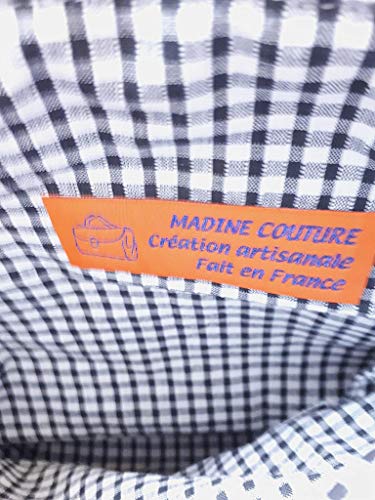 MADINE COUTURE
Création artisanale
Fait en France